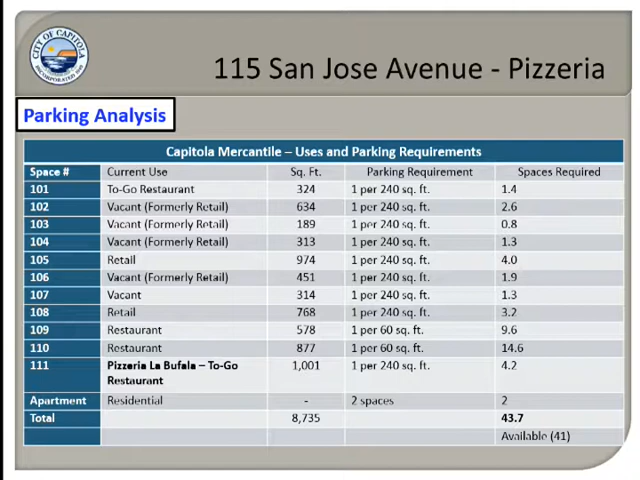 CITY OF CAPITOLA
INCORPORATED 1949
115 San Jose Avenue - Pizzeria
Parking Analysis
Capitola Mercantile – Uses and Parking Requirements
Space # Current Use Sq. Ft. Parking Requirement Spaces Required
101 To-Go Restaurant 324 1 per 240 sq. ft. 1.4
102 Vacant (Formerly Retail) 634 1 per 240 sq. ft. 2.6
103 Vacant (Formerly Retail) 189 1 per 240 sq. ft. 0.8
104 Vacant (Formerly Retail) 313 1 per 240 sq. ft. 1.3
105 Retail 974 1 per 240 sq. ft. 4.0
106 Vacant (Formerly Retail) 451 1 per 240 sq. ft. 1.9
107 Vacant 314 1 per 240 sq. ft. 1.3
108 Retail 768 1 per 240 sq. ft. 3.2
109 Restaurant 578 1 per 60 sq. ft. 9.6
110 Restaurant 877 1 per 60 sq. ft. 14.6
111 Pizzeria La Bufala – To-Go 1,001 1 per 240 sq. ft. 4.2
Restaurant
Apartment Residential - 2 spaces 2
Total 8,735 43.7
Available (41)